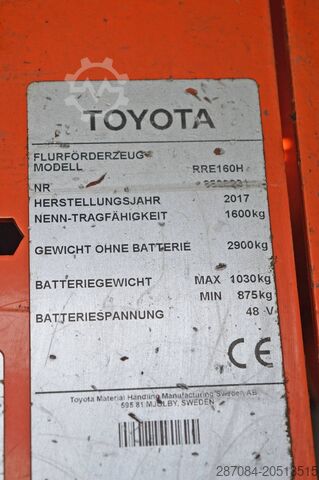 TOYOTA
FLURFÖRDERZEUG-
MODELL RRE160H
NR
HERSTELLUNGSJAHR 2017
NENN-TRAGFÄHIGKEIT 1600kg
GEWICHT OHNE BATTERIE 2900kg
BATTERIEGEWICHT MAX 1030kg
MIN 875kg
BATTERIESPANNUNG 48 V
CE
Toyota Material Handling Manufacturing Sweden AB
595 81 MJÖLBY, SWEDEN
287084-20513515